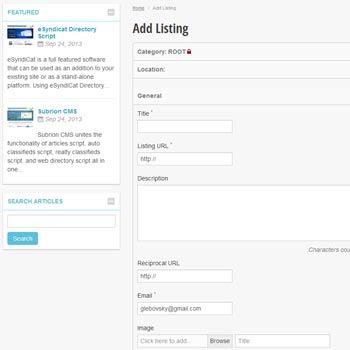 FEATURED
eSyndicat Directory
Script
Sep 24, 2013
eSyndiCat is a full featured software
that can be used as an addition to your
existing site or as a stand-alone
platform. Using eSyndiCat Directory...
Subrion CMS
Sep 24, 2013
Subrion CMS unites the
functionality of articles script, auto
classifieds script, realty classifieds
script, and web directory script all in
one...
SEARCH ARTICLES
Search
Home / Add Listing
Add Listing
Category: ROOT
Location:
General
Title *
Listing URL *
http://
Description
Characters cou
Reciprocal URL
http://
Email *
glebovsky@gmail.com
Image
Click here to add... Browse Title